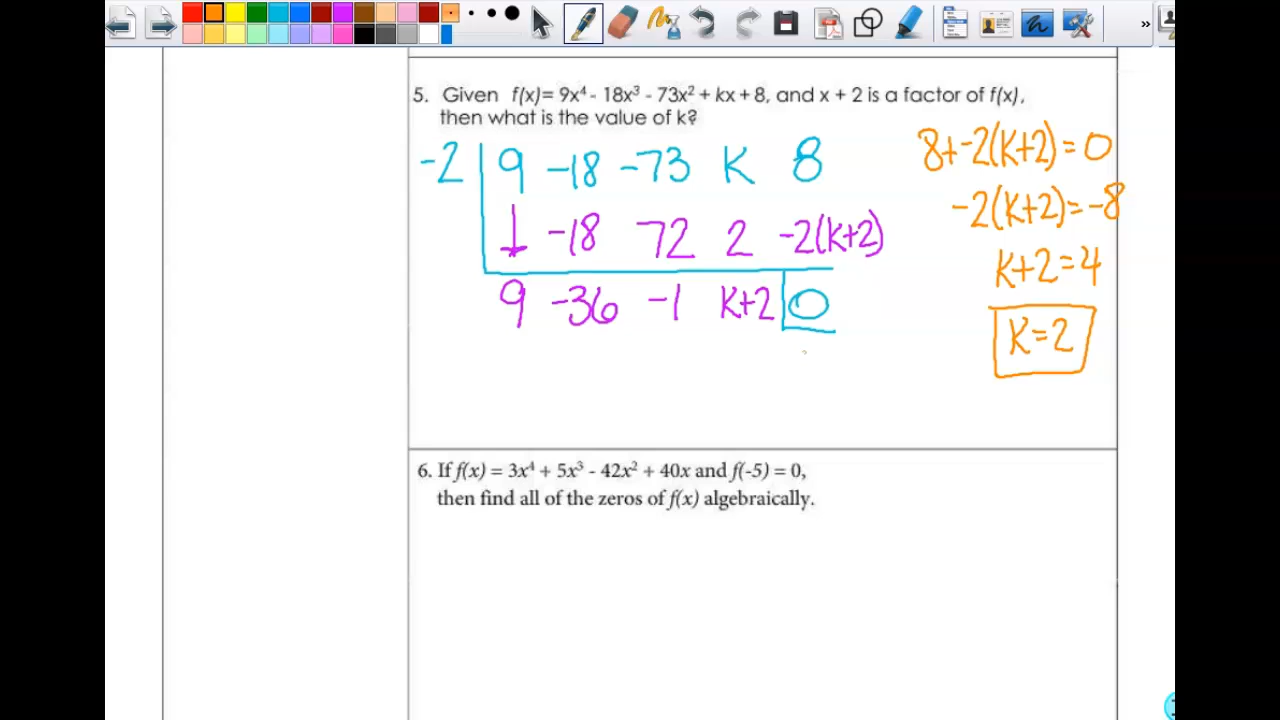 5. Given f(x)= 9x⁴ - 18x³ - 73x² + kx + 8, and x + 2 is a factor of f(x),
then what is the value of k?
-2 | 9 -18 -73 K 8
↓ -18 72 2 -2(K+2)
9 -36 -1 K+2 0
8+-2(K+2)=0
-2(K+2)=-8
K+2=4
K=2
6. If f(x) = 3x⁴ + 5x³ - 42x² + 40x and f(-5) = 0,
then find all of the zeros of f(x) algebraically.